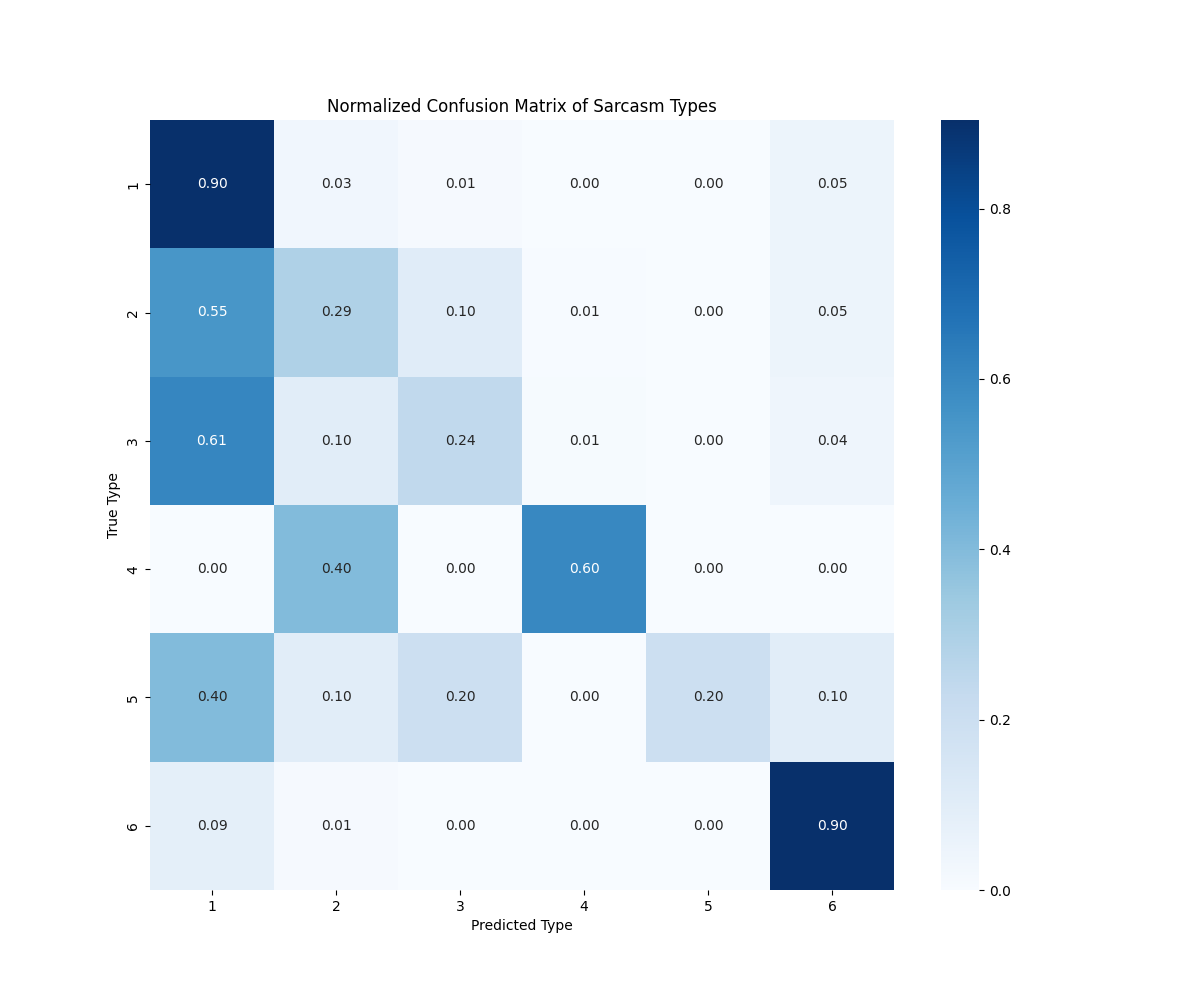 Normalized Confusion Matrix of Sarcasm Types
1 0.90 0.03 0.01 0.00 0.00 0.05
0.8
2 0.55 0.29 0.10 0.01 0.00 0.05
0.6
3 0.61 0.10 0.24 0.01 0.00 0.04
True Type
0.4
4 0.00 0.40 0.00 0.60 0.00 0.00
5 0.40 0.10 0.20 0.00 0.20 0.10
0.2
6 0.09 0.01 0.00 0.00 0.00 0.90
0.0
1 2 3 4 5 6
Predicted Type